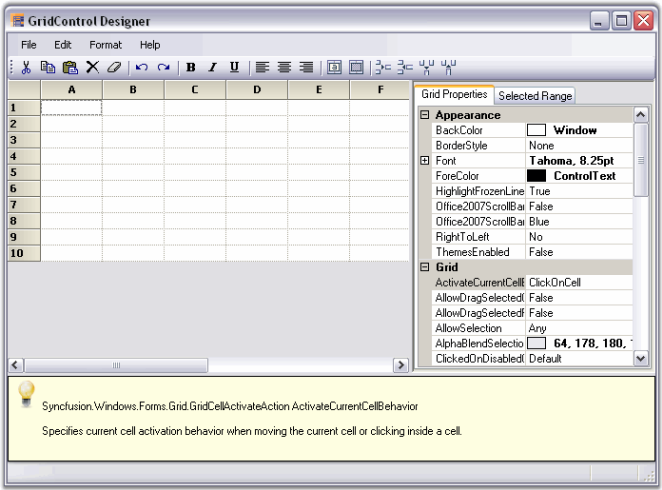 GridControl Designer
File Edit Format Help
B I U
A B C D E F
1
2
3
4
5
6
7
8
9
10
Grid Properties Selected Range
Appearance
BackColor Window
BorderStyle None
Font Tahoma, 8.25pt
ForeColor ControlText
HighlightFrozenLine True
Office2007ScrollBar False
Office2007ScrollBar Blue
RightToLeft No
ThemesEnabled False
Grid
ActivateCurrentCellB ClickOnCell
AllowDragSelected False
AllowDragSelected False
AllowSelection Any
AlphaBlendSelectio 64, 178, 180,
ClickedOnDisabled Default
Syncfusion.Windows.Forms.Grid.GridCellActivateAction ActivateCurrentCellBehavior
Specifies current cell activation behavior when moving the current cell or clicking inside a cell.